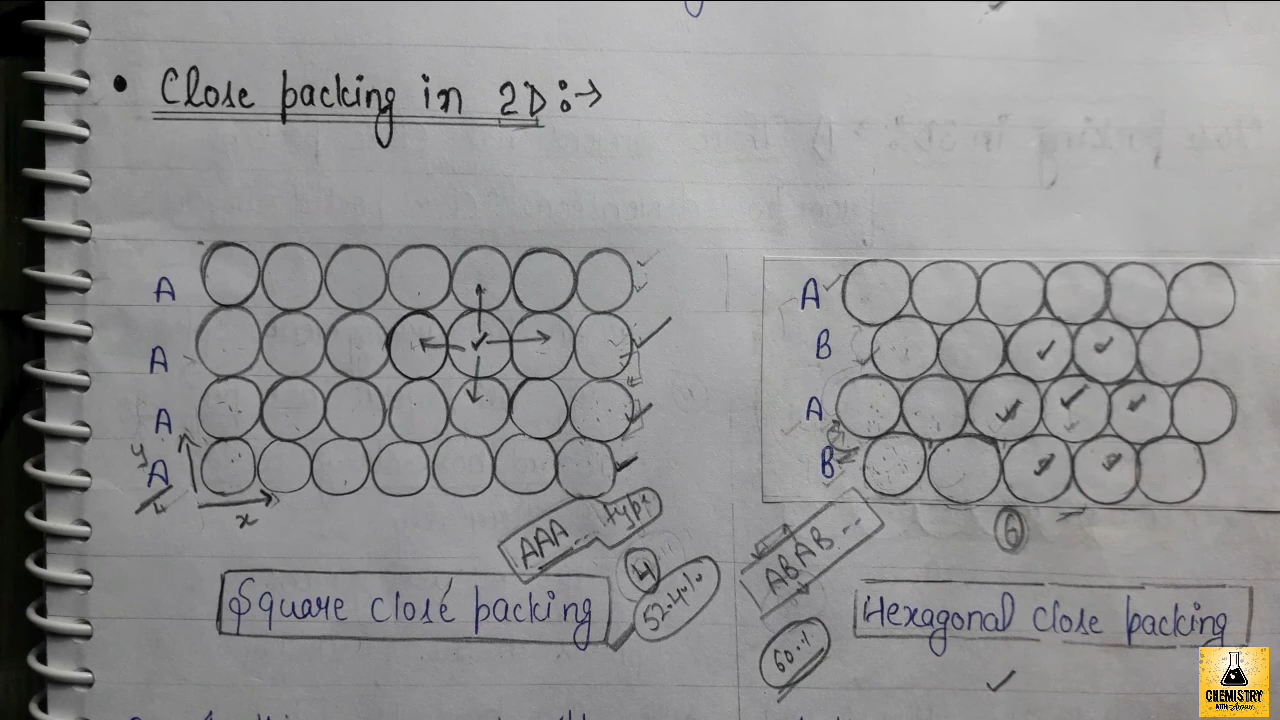 • Close packing in 2D:→
A
A
A
A
y
x
AAA... type
4
52.4%
Square close packing
A
B
A
B
6
ABAB...
60.%
Hexagonal close packing
CHEMISTRY
WITH